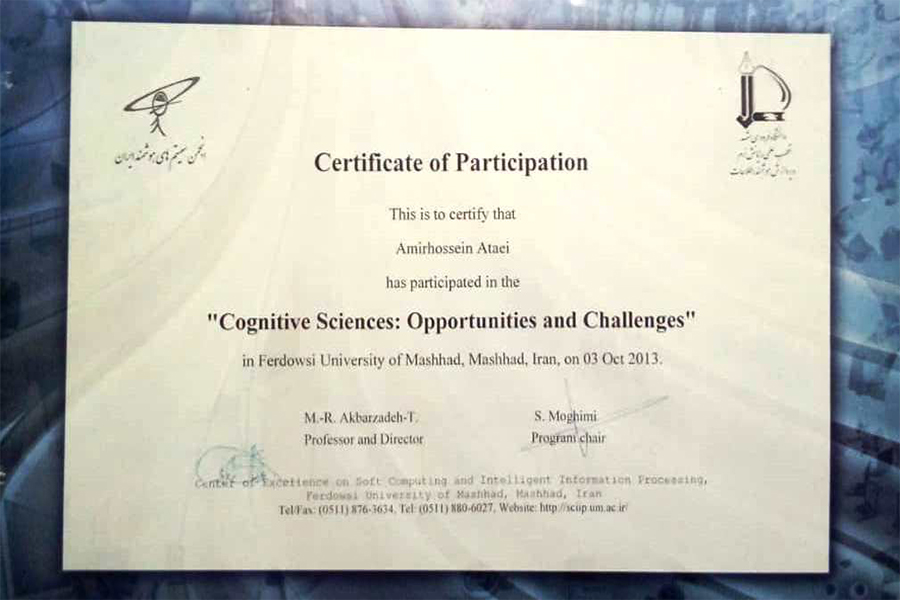 انجمن سیستم های هوشمند ایران
دانشگاه فردوسی مشهد
قطب علمی رایانش نرم
و پردازش هوشمند اطلاعات
Certificate of Participation
This is to certify that
Amirhossein Ataei
has participated in the
"Cognitive Sciences: Opportunities and Challenges"
in Ferdowsi University of Mashhad, Mashhad, Iran, on 03 Oct 2013.
M.-R. Akbarzadeh-T. S. Moghimi
Professor and Director Program chair
Center of Excellence on Soft Computing and Intelligent Information Processing,
Ferdowsi University of Mashhad, Mashhad, Iran
Tel/Fax: (0511) 876-3634, Tel: (0511) 880-6027, Website: http://sciip.um.ac.ir/